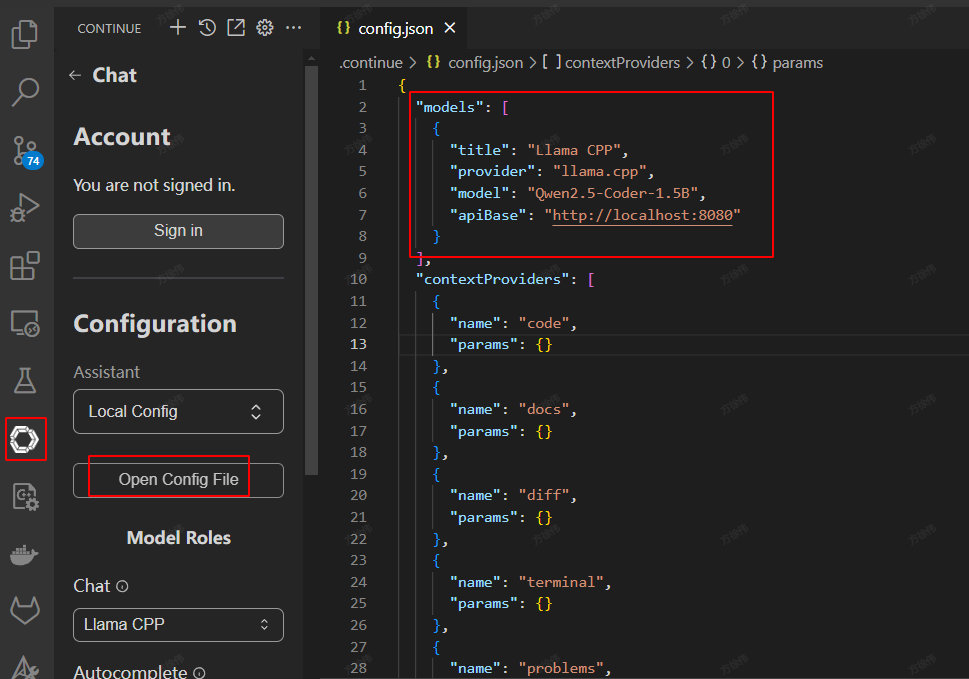 CONTINUE
config.json
.continue > {} config.json > [ ] contextProviders > {} 0 > {} params
Chat
Account
You are not signed in.
Sign in
Configuration
Assistant
Local Config
Open Config File
Model Roles
Chat
Llama CPP
Autocomplete
74
1 {
2 "models": [
3 {
4 "title": "Llama CPP",
5 "provider": "llama.cpp",
6 "model": "Qwen2.5-Coder-1.5B",
7 "apiBase": "http://localhost:8080"
8 }
9 ],
10 "contextProviders": [
11 {
12 "name": "code",
13 "params": {}
14 },
15 {
16 "name": "docs",
17 "params": {}
18 },
19 {
20 "name": "diff",
21 "params": {}
22 },
23 {
24 "name": "terminal",
25 "params": {}
26 },
27 {
28 "name": "problems",